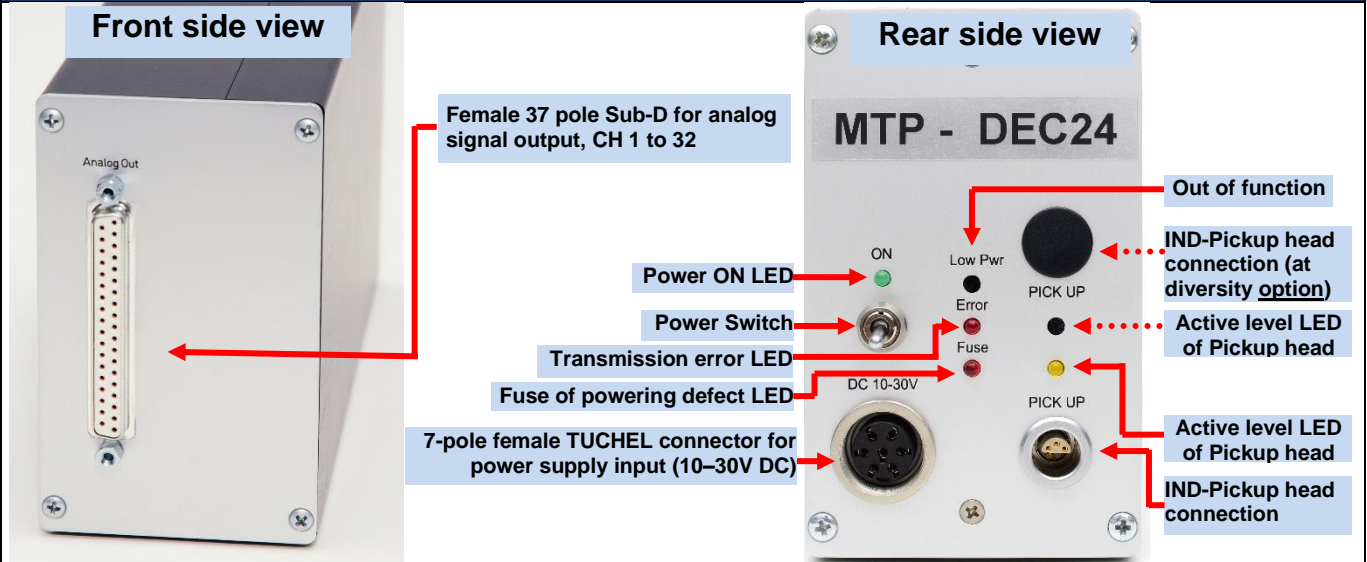 Front side view
Analog Out
Female 37 pole Sub-D for analog
signal output, CH 1 to 32
Rear side view
MTP - DEC24
Out of function
IND-Pickup head
connection (at
diversity option)
ON
Low Pwr
PICK UP
Power ON LED
Error
Power Switch
Active level LED
of Pickup head
Transmission error LED
Fuse
Fuse of powering defect LED
DC 10-30V
PICK UP
7-pole female TUCHEL connector for
power supply input (10–30V DC)
Active level LED
of Pickup head
IND-Pickup head
connection